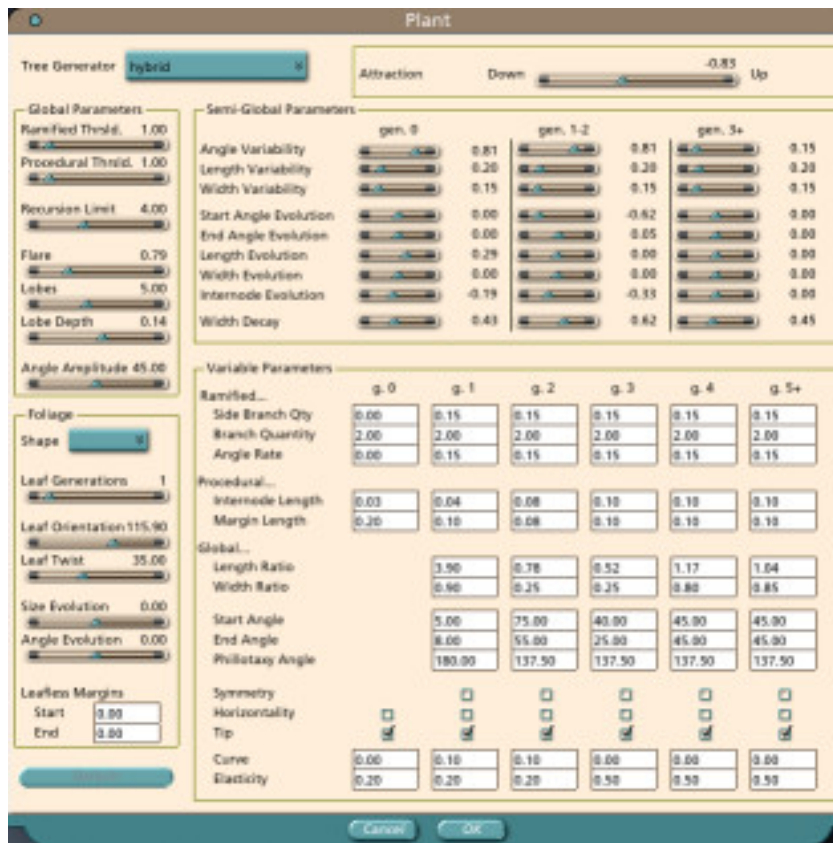 Plant
Tree Generator hybrid
Attraction Down -0.83 Up
Global Parameters
Ramified Thrsld. 1.00
Procedural Thrsld. 1.00
Recursion Limit 4.00
Flare 0.79
Lobes 5.00
Lobe Depth 0.14
Angle Amplitude 45.00
Foliage
Shape
Leaf Generations 1
Leaf Orientation 115.90
Leaf Twist 35.00
Size Evolution 0.00
Angle Evolution 0.00
Leafless Margins
Start 0.00
End 0.00
Semi-Global Parameters
gen. 0 gen. 1-2 gen. 3+
Angle Variability 0.81 0.81 0.15
Length Variability 0.20 0.20 0.20
Width Variability 0.15 0.15 0.15
Start Angle Evolution 0.00 -0.62 0.00
End Angle Evolution 0.00 0.05 0.00
Length Evolution 0.29 0.00 0.00
Width Evolution 0.00 0.00 0.00
Internode Evolution -0.19 -0.33 0.00
Width Decay 0.43 0.62 0.45
Variable Parameters
g. 0 g. 1 g. 2 g. 3 g. 4 g. 5+
Ramified...
Side Branch Qty 0.00 0.15 0.15 0.15 0.15 0.15
Branch Quantity 2.00 2.00 2.00 2.00 2.00 2.00
Angle Rate 0.00 0.15 0.15 0.15 0.15 0.15
Procedural...
Internode Length 0.03 0.04 0.08 0.10 0.10 0.10
Margin Length 0.20 0.10 0.08 0.10 0.10 0.10
Global...
Length Ratio 3.90 0.78 0.52 1.17 1.04
Width Ratio 0.90 0.25 0.25 0.80 0.85
Start Angle 5.00 75.00 40.00 45.00 45.00
End Angle 8.00 55.00 25.00 45.00 45.00
Phillotaxy Angle 180.00 137.50 137.50 137.50 137.50
Symmetry
Horizontality
Tip
Curve 0.00 0.10 0.10 0.00 0.00 0.00
Elasticity 0.20 0.20 0.20 0.50 0.50 0.50
Cancel OK